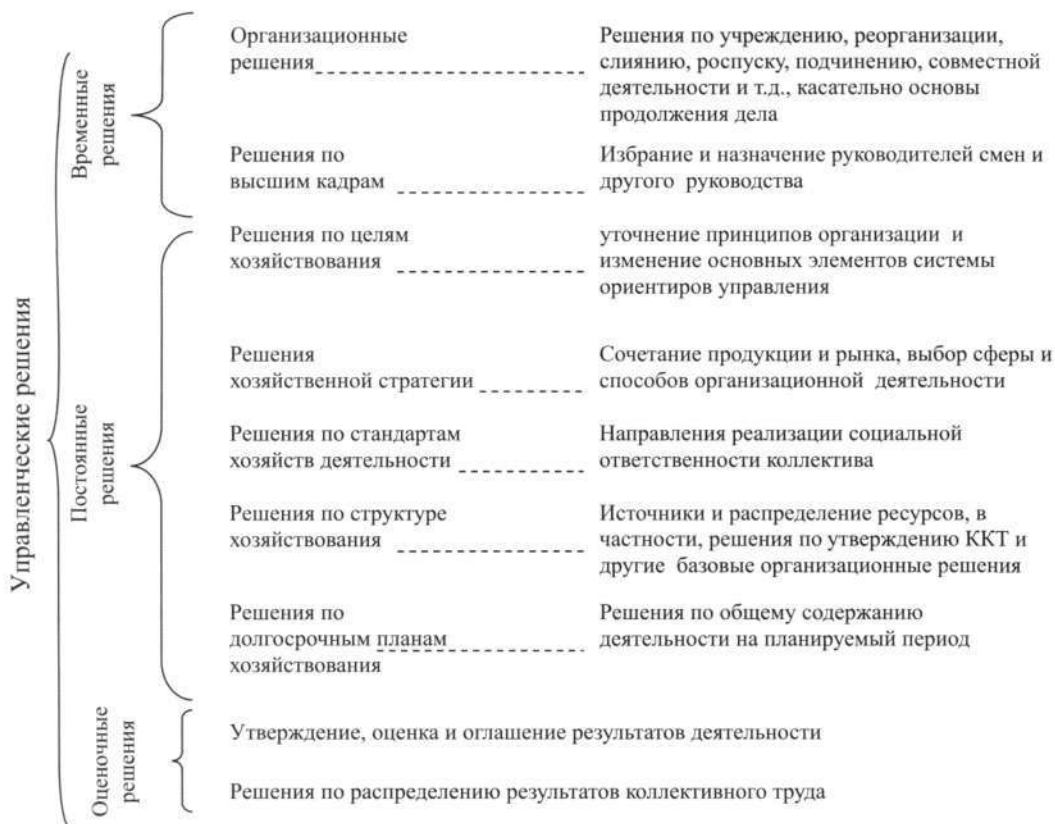 Управленческие решения
Временные
решения
Организационные
решения
Решения по учреждению, реорганизации,
слиянию, роспуску, подчинению, совместной
деятельности и т.д., касательно основы
продолжения дела
Решения по
высшим кадрам
Избрание и назначение руководителей смен и
другого руководства
Постоянные
решения
Решения по целям
хозяйствования
уточнение принципов организации и
изменение основных элементов системы
ориентиров управления
Решения
хозяйственной стратегии
Сочетание продукции и рынка, выбор сферы и
способов организационной деятельности
Решения по стандартам
хозяйств деятельности
Направления реализации социальной
ответственности коллектива
Решения по структуре
хозяйствования
Источники и распределение ресурсов, в
частности, решения по утверждению ККТ и
другие базовые организационные решения
Решения по
долгосрочным планам
хозяйствования
Решения по общему содержанию
деятельности на планируемый период
Оценочные
решения
Утверждение, оценка и оглашение результатов деятельности
Решения по распределению результатов коллективного труда